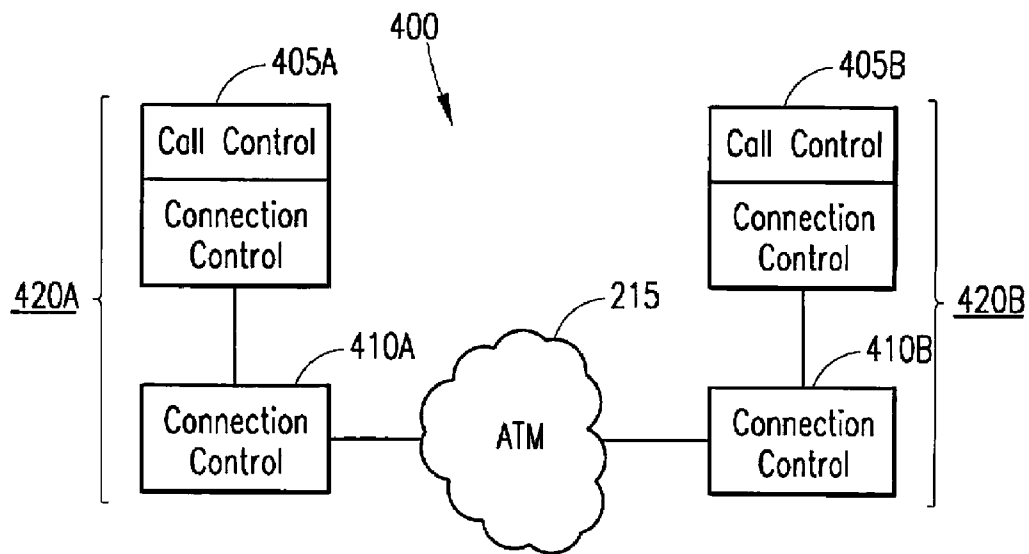 400
405A
405B
Call Control
Call Control
Connection
Control
Connection
Control
420A
420B
215
410A
410B
Connection
Control
ATM
Connection
Control